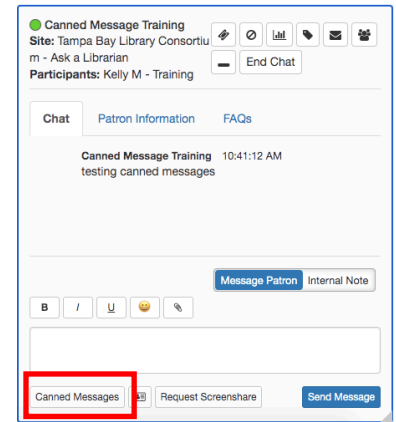 Canned Message Training
Site: Tampa Bay Library Consortiu
m - Ask a Librarian
Participants: Kelly M - Training
End Chat
Chat Patron Information FAQs
Canned Message Training 10:41:12 AM
testing canned messages
Message Patron Internal Note
B I U
Canned Messages Request Screenshare Send Message